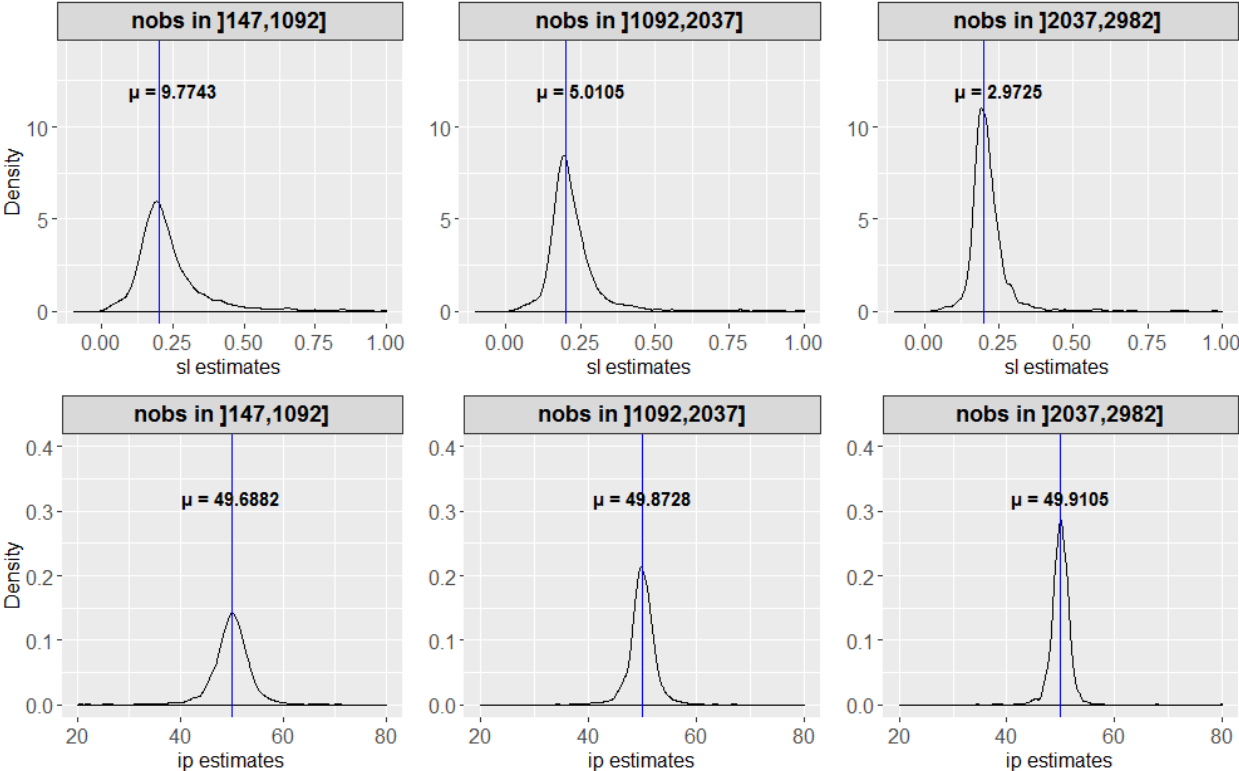 nobs in ]147,1092] nobs in ]1092,2037] nobs in ]2037,2982]
μ = 9.7743 μ = 5.0105 μ = 2.9725
10 10 10
Density
5 5 5
0 0 0
0.00 0.25 0.50 0.75 1.00 0.00 0.25 0.50 0.75 1.00 0.00 0.25 0.50 0.75 1.00
sl estimates sl estimates sl estimates
nobs in ]147,1092] nobs in ]1092,2037] nobs in ]2037,2982]
0.4 0.4 0.4
μ = 49.6882 μ = 49.8728 μ = 49.9105
0.3 0.3 0.3
Density
0.2 0.2 0.2
0.1 0.1 0.1
0.0 0.0 0.0
20 40 60 80 20 40 60 80 20 40 60 80
ip estimates ip estimates ip estimates